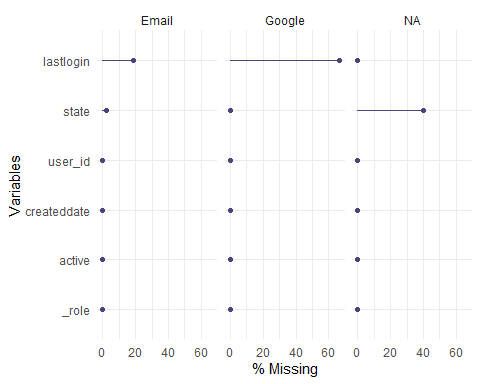 Email Google NA
lastlogin
state
user_id
createddate
active
_role
Variables
0 20 40 60 0 20 40 60 0 20 40 60
% Missing